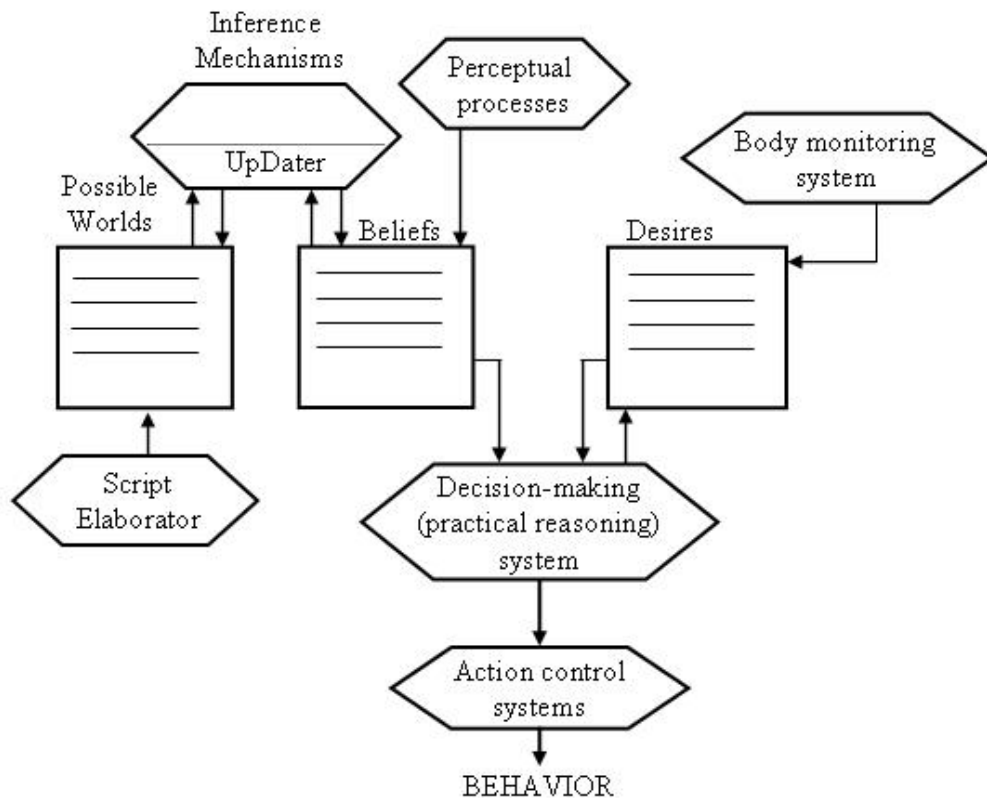 Inference
Mechanisms
Perceptual
processes
UpDater
Body monitoring
system
Possible
Worlds
Beliefs
Desires
Script
Elaborator
Decision-making
(practical reasoning)
system
Action control
systems
BEHAVIOR